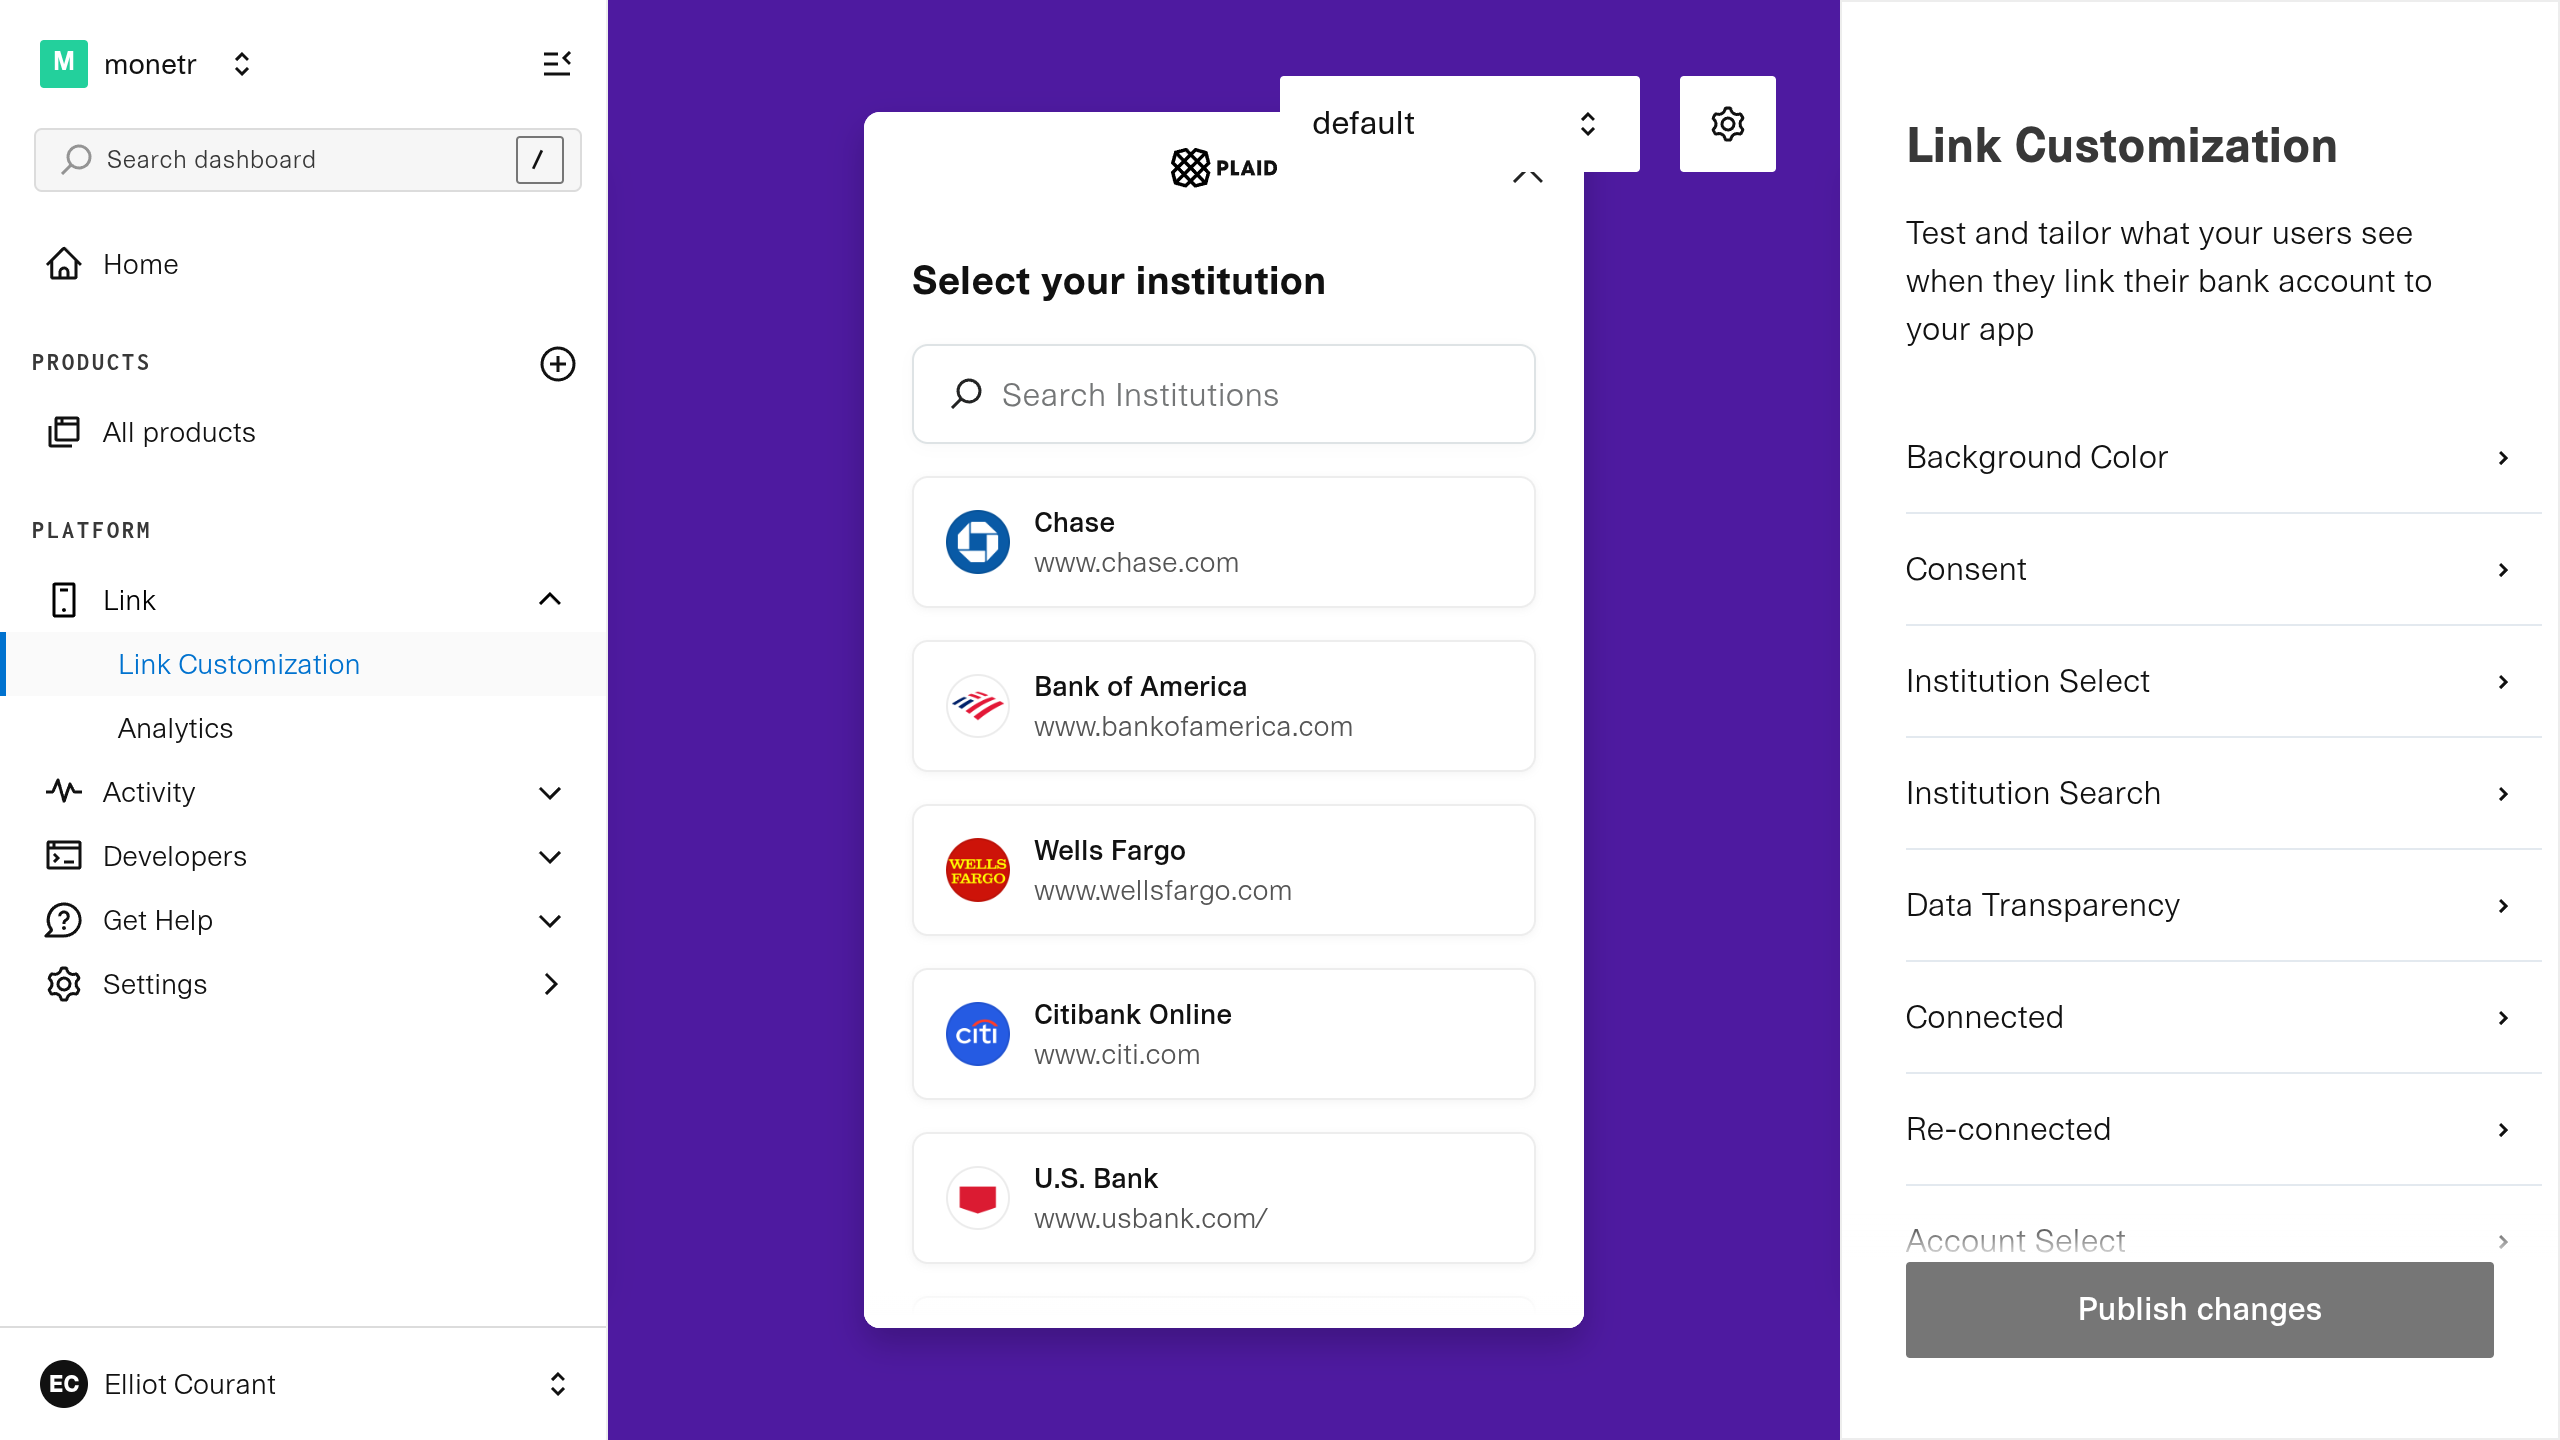 M
monetr
Search dashboard
/
Home
PRODUCTS
All products
PLATFORM
Link
Link Customization
Analytics
Activity
Developers
Get Help
Settings
EC
Elliot Courant
default
PLAID
Select your institution
Search Institutions
Chase
www.chase.com
Bank of America
www.bankofamerica.com
WELLS
FARGO
Wells Fargo
www.wellsfargo.com
citi
Citibank Online
www.citi.com
U.S. Bank
www.usbank.com/
Link Customization
Test and tailor what your users see
when they link their bank account to
your app
Background Color
Consent
Institution Select
Institution Search
Data Transparency
Connected
Re-connected
Account Select
Publish changes